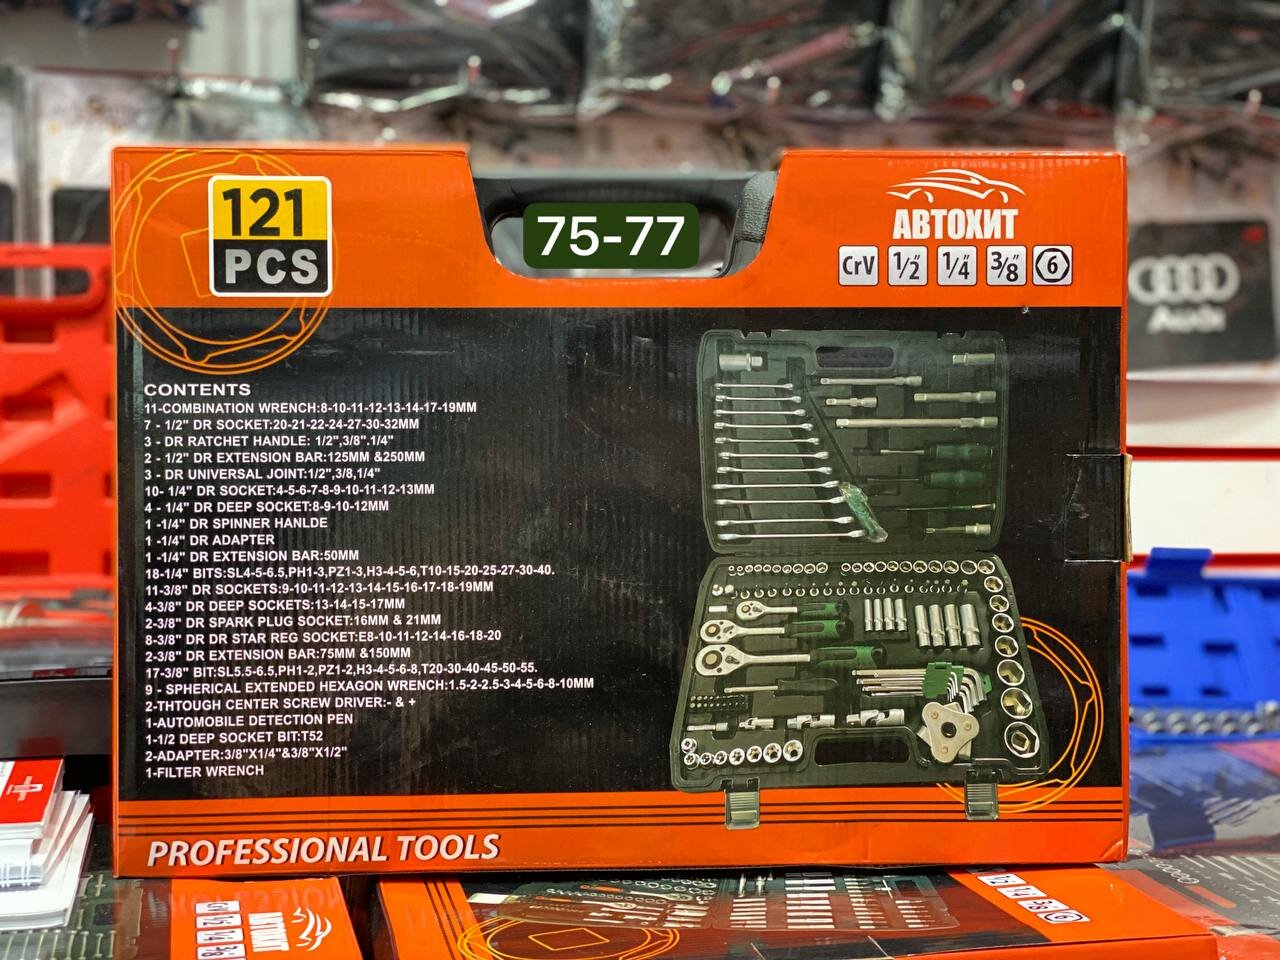 121
PCS
75-77
АВТОХИТ
CrV 1/2" 1/4" 3/8" 6
Audi
CONTENTS
11-COMBINATION WRENCH:8-10-11-12-13-14-17-19MM
7 - 1/2" DR SOCKET:20-21-22-24-27-30-32MM
3 - DR RATCHET HANDLE: 1/2",3/8".1/4"
2 - 1/2" DR EXTENSION BAR:125MM &250MM
3 - DR UNIVERSAL JOINT:1/2",3/8,1/4"
10- 1/4" DR SOCKET:4-5-6-7-8-9-10-11-12-13MM
4 - 1/4" DR DEEP SOCKET:8-9-10-12MM
1 -1/4" DR SPINNER HANLDE
1 -1/4" DR ADAPTER
1 -1/4" DR EXTENSION BAR:50MM
18-1/4" BITS:SL4-5-6.5,PH1-3,PZ1-3,H3-4-5-6,T10-15-20-25-27-30-40.
11-3/8" DR SOCKETS:9-10-11-12-13-14-15-16-17-18-19MM
4-3/8" DR DEEP SOCKETS:13-14-15-17MM
2-3/8" DR SPARK PLUG SOCKET:16MM & 21MM
8-3/8" DR DR STAR REG SOCKET:E8-10-11-12-14-16-18-20
2-3/8" DR EXTENSION BAR:75MM &150MM
17-3/8" BIT:SL5.5-6.5,PH1-2,PZ1-2,H3-4-5-6-8,T20-30-40-45-50-55.
9 - SPHERICAL EXTENDED HEXAGON WRENCH:1.5-2-2.5-3-4-5-6-8-10MM
2-THTOUGH CENTER SCREW DRIVER:- & +
1-AUTOMOBILE DETECTION PEN
1-1/2 DEEP SOCKET BIT:T52
2-ADAPTER:3/8"X1/4"&3/8"X1/2"
1-FILTER WRENCH
PROFESSIONAL TOOLS
АВТОХИТ